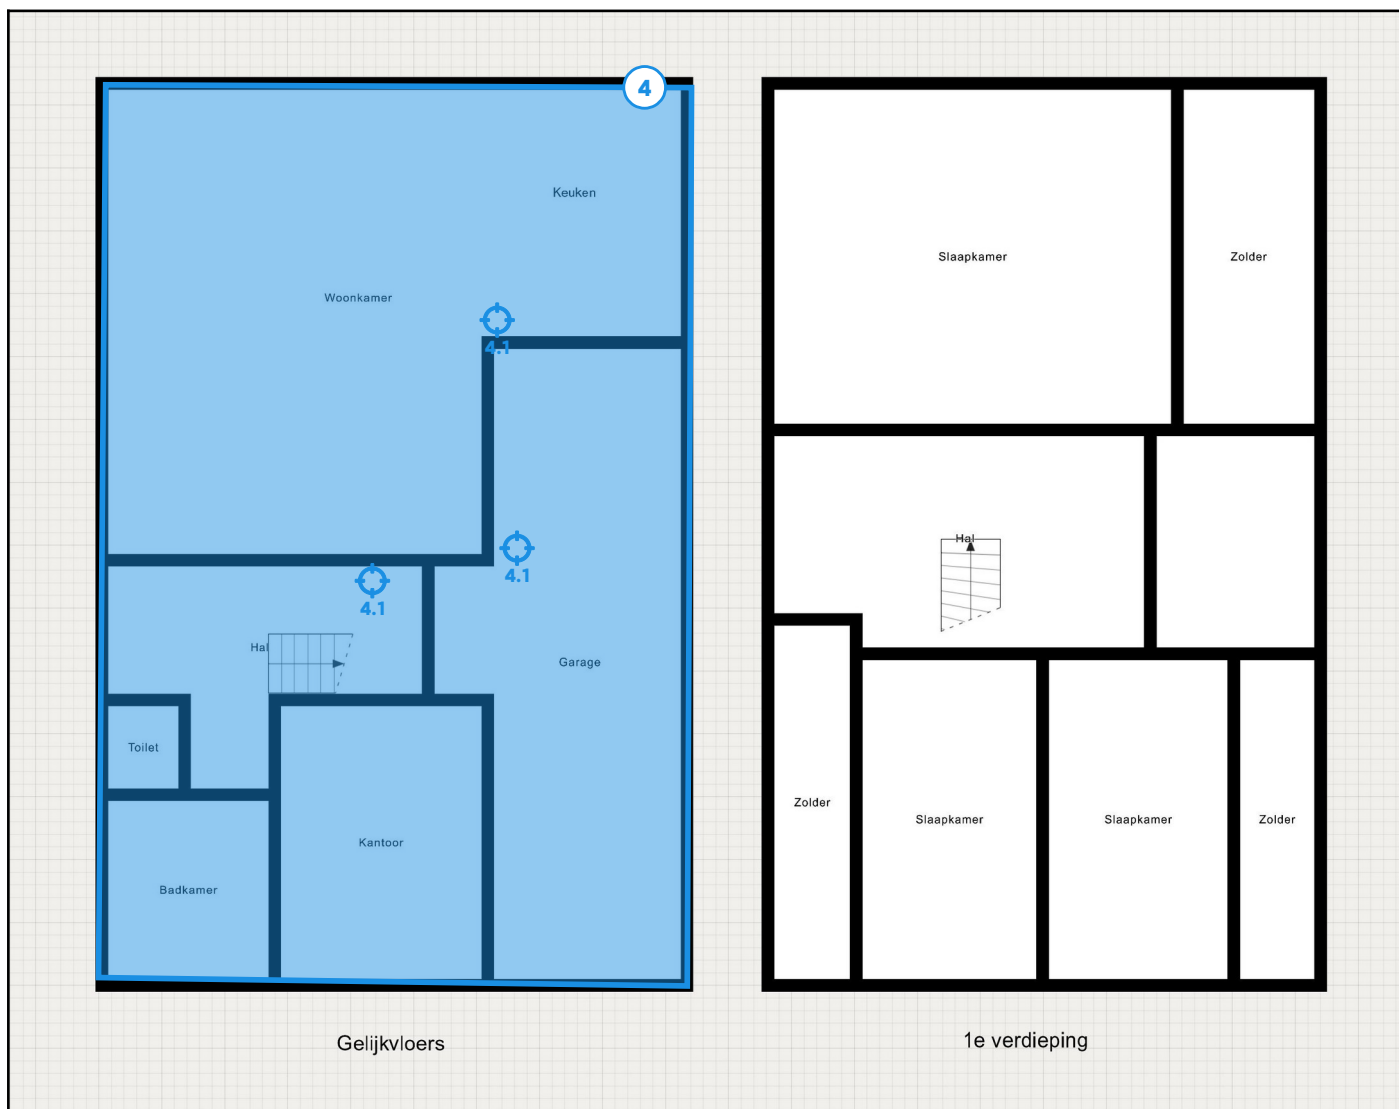 4
Keuken
Woonkamer
4.1
4.1
4.1
Hal
Garage
Toilet
Kantoor
Badkamer
Gelijkvloers
Slaapkamer
Zolder
Hal
Zolder
Slaapkamer
Slaapkamer
Zolder
1e verdieping